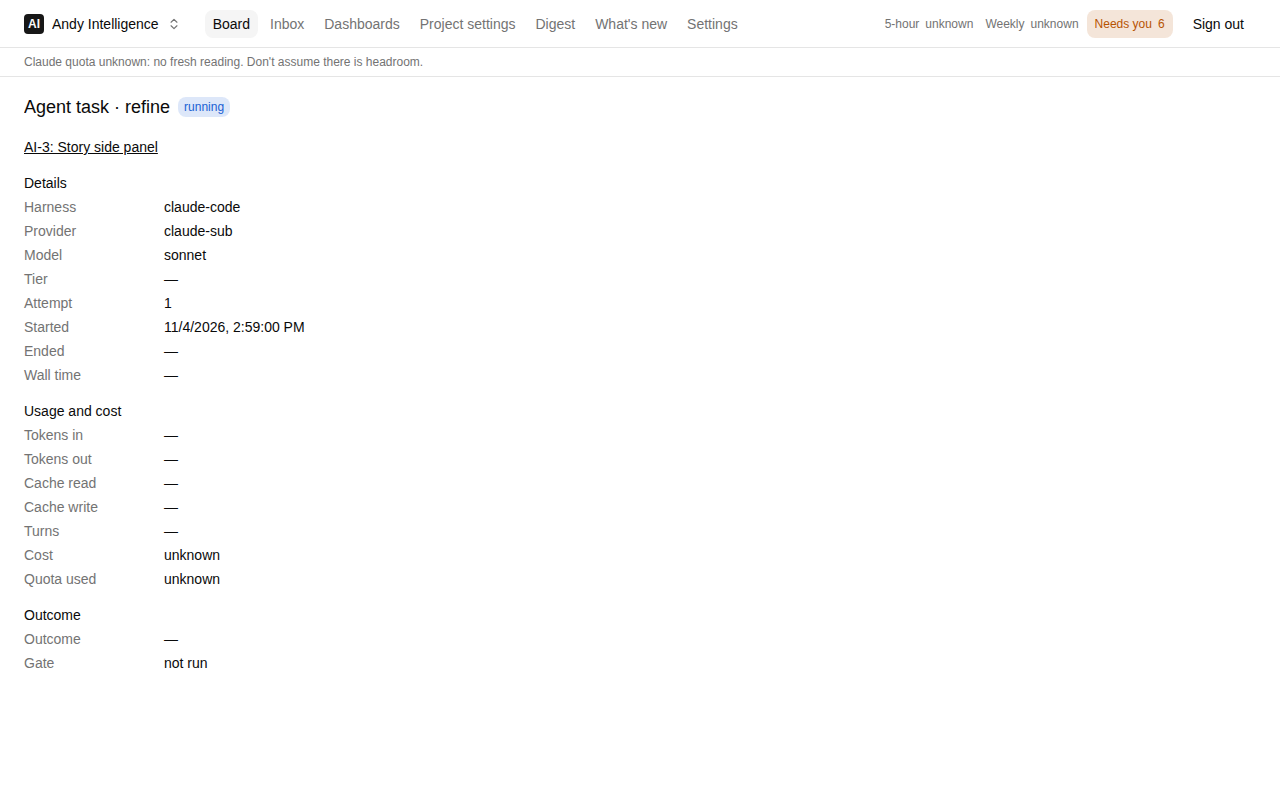 AI Andy Intelligence Board Inbox Dashboards Project settings Digest What's new Settings 5-hour unknown Weekly unknown Needs you 6 Sign out
Claude quota unknown: no fresh reading. Don't assume there is headroom.
Agent task · refine running
AI-3: Story side panel
Details
Harness claude-code
Provider claude-sub
Model sonnet
Tier —
Attempt 1
Started 11/4/2026, 2:59:00 PM
Ended —
Wall time —
Usage and cost
Tokens in —
Tokens out —
Cache read —
Cache write —
Turns —
Cost unknown
Quota used unknown
Outcome
Outcome —
Gate not run